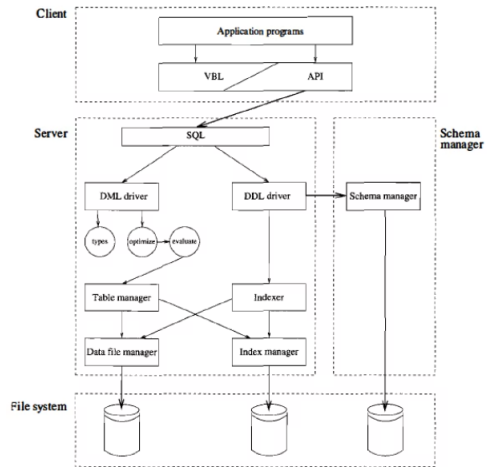 Client
Application programs
VBL
API
Server
SQL
Schema
manager
DML driver
DDL driver
Schema manager
types
optimize
evaluate
Table manager
Indexer
Data file manager
Index manager
File system